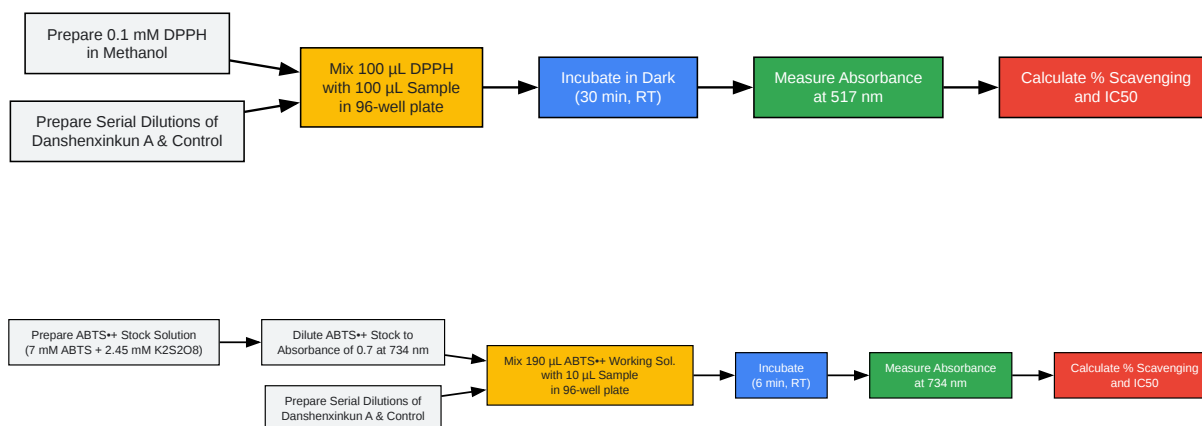 Prepare 0.1 mM DPPH
in Methanol
Prepare Serial Dilutions of
Danshenxinkun A & Control
Mix 100 µL DPPH
with 100 µL Sample
in 96-well plate
Incubate in Dark
(30 min, RT)
Measure Absorbance
at 517 nm
Calculate % Scavenging
and IC50
Prepare ABTS•+ Stock Solution
(7 mM ABTS + 2.45 mM K2S2O8)
Dilute ABTS•+ Stock to
Absorbance of 0.7 at 734 nm
Prepare Serial Dilutions of
Danshenxinkun A & Control
Mix 190 µL ABTS•+ Working Sol.
with 10 µL Sample
in 96-well plate
Incubate
(6 min, RT)
Measure Absorbance
at 734 nm
Calculate % Scavenging
and IC50